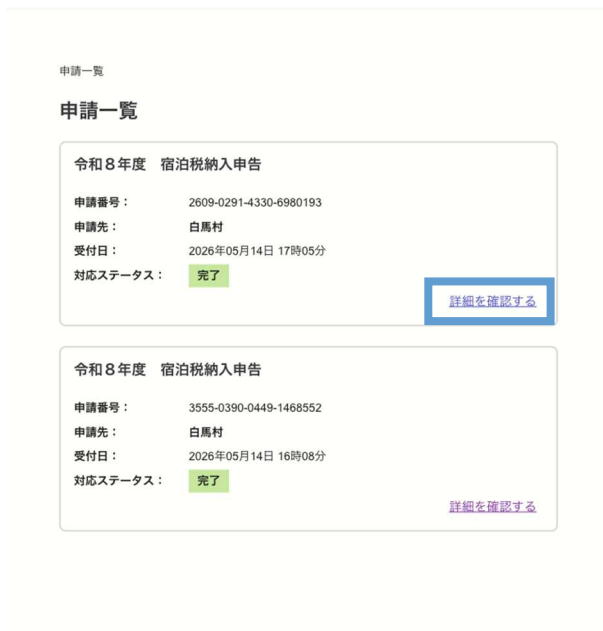 申請一覧
申請一覧
令和８年度　宿泊税納入申告
申請番号：　2609-0291-4330-6980193
申請先：　白馬村
受付日：　2026年05月14日 17時05分
対応ステータス：　完了
詳細を確認する
令和８年度　宿泊税納入申告
申請番号：　3555-0390-0449-1468552
申請先：　白馬村
受付日：　2026年05月14日 16時08分
対応ステータス：　完了
詳細を確認する